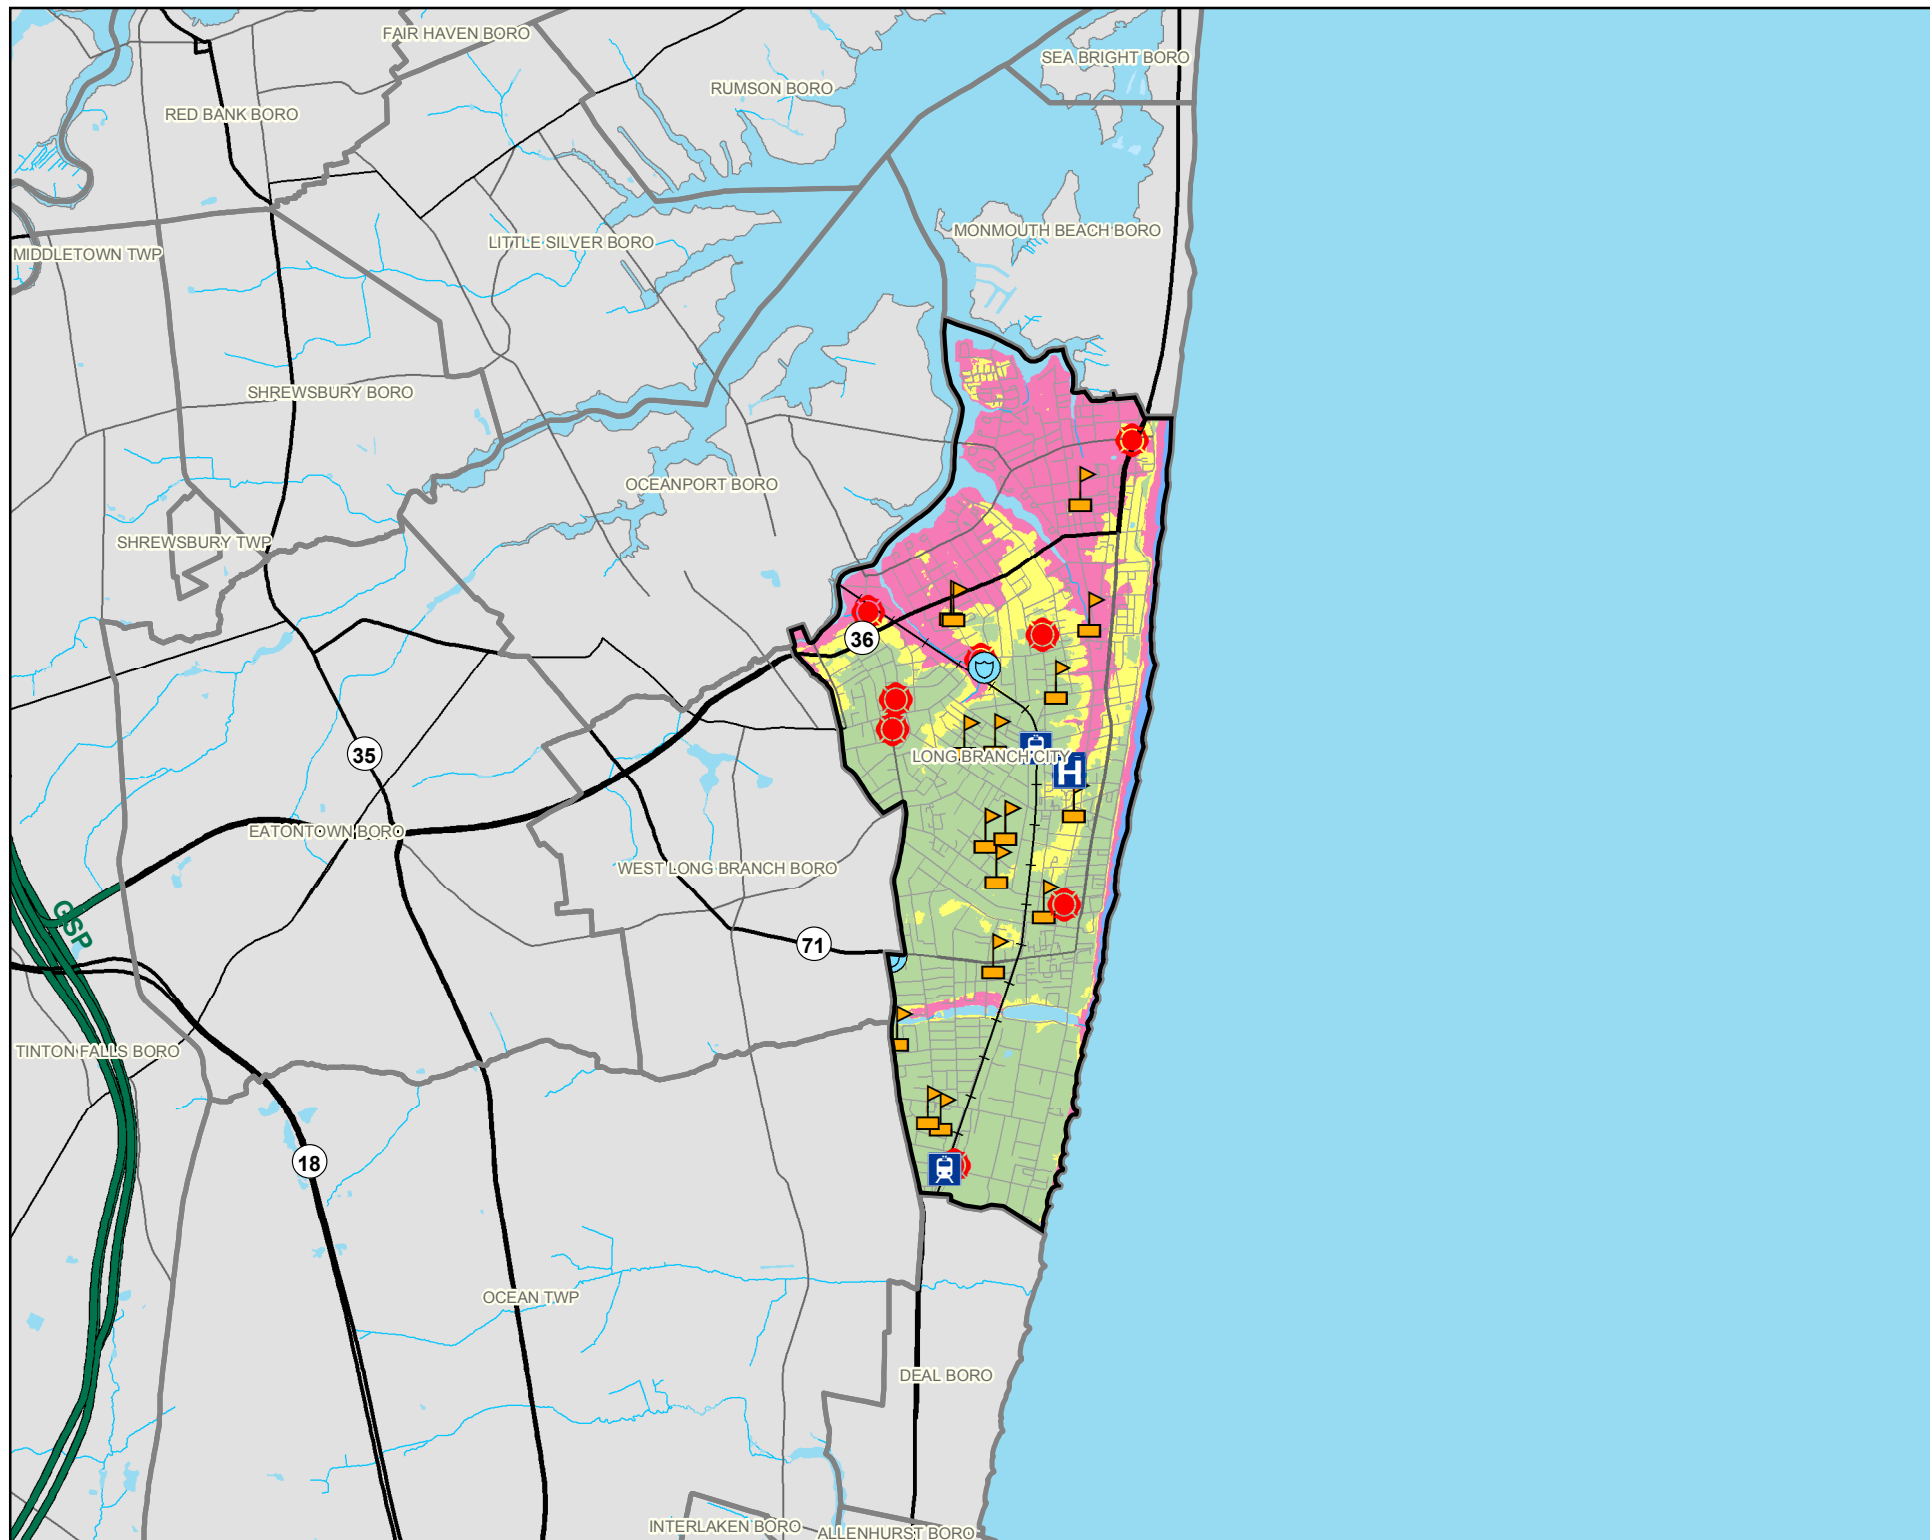 FAIR HAVEN BORO
SEA BRIGHT BORO
RUMSON BORO
RED BANK BORO
MONMOUTH BEACH BORO
LITTLE SILVER BORO
MIDDLETOWN TWP
SHREWSBURY BORO
OCEANPORT BORO
SHREWSBURY TWP
36
35
LONG BRANCH CITY
H
EATONTOWN BORO
WEST LONG BRANCH BORO
GSP
71
TINTON FALLS BORO
18
OCEAN TWP
DEAL BORO
INTERLAKEN BORO
ALLENHURST BORO